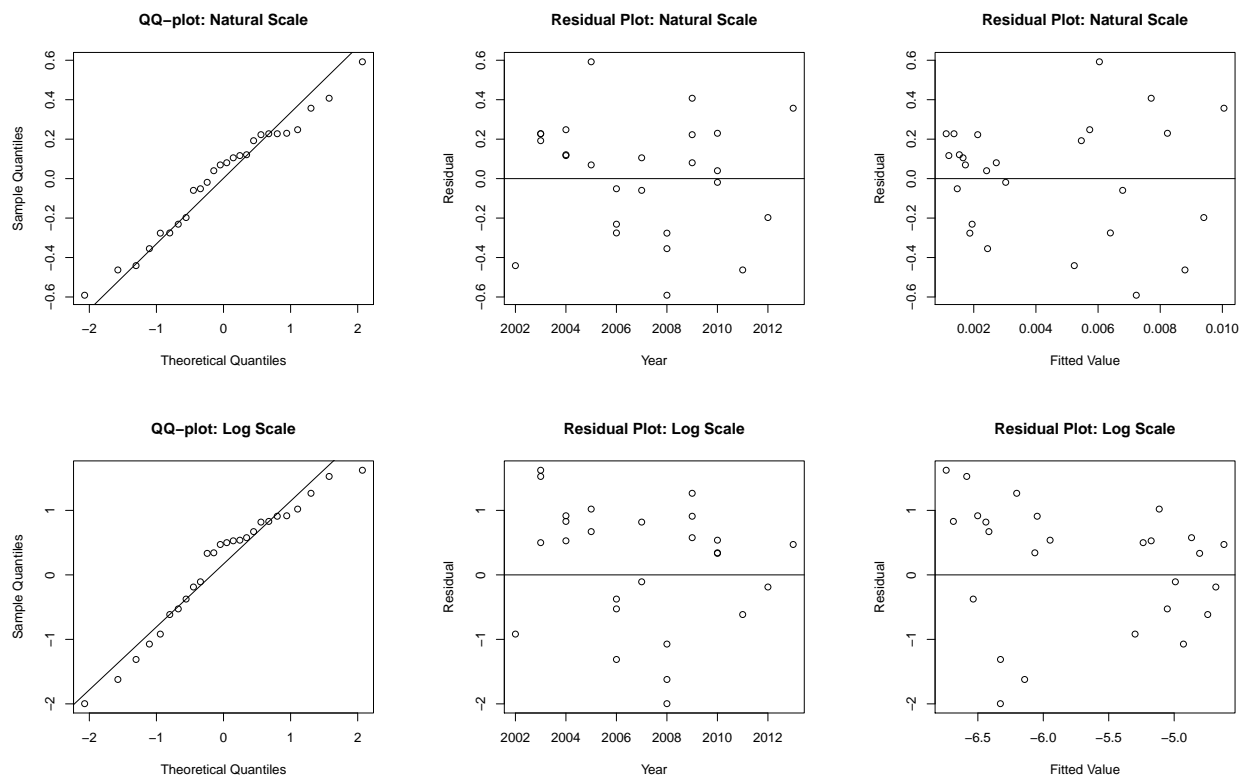 QQ−plot: Natural Scale
Residual Plot: Natural Scale
Residual Plot: Natural Scale
Sample Quantiles
0.6
0.4
0.2
0.0
−0.2
−0.4
−0.6
−2 −1 0 1 2
Theoretical Quantiles
Residual
0.6
0.4
0.2
0.0
−0.2
−0.4
−0.6
2002 2004 2006 2008 2010 2012
Year
Residual
0.6
0.4
0.2
0.0
−0.2
−0.4
−0.6
0.002 0.004 0.006 0.008 0.010
Fitted Value
QQ−plot: Log Scale
Residual Plot: Log Scale
Residual Plot: Log Scale
Sample Quantiles
1
0
−1
−2
−2 −1 0 1 2
Theoretical Quantiles
Residual
1
0
−1
−2
2002 2004 2006 2008 2010 2012
Year
Residual
1
0
−1
−2
−6.5 −6.0 −5.5 −5.0
Fitted Value